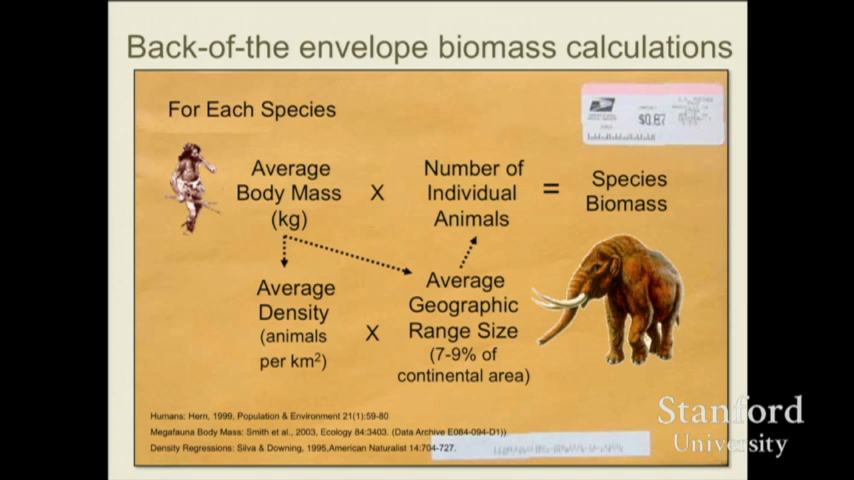 Back-of-the envelope biomass calculations
For Each Species
$0.87
Average
Body Mass
(kg)
X
Number of
Individual
Animals
=
Species
Biomass
Average
Density
(animals
per km²)
X
Average
Geographic
Range Size
(7-9% of
continental area)
Humans: Hern, 1999, Population & Environment 21(1):59-80
Megafauna Body Mass: Smith et al., 2003, Ecology 84:3403. (Data Archive E084-094-D1))
Density Regressions: Silva & Downing, 1995,American Naturalist 14:704-727.
Stanford
University